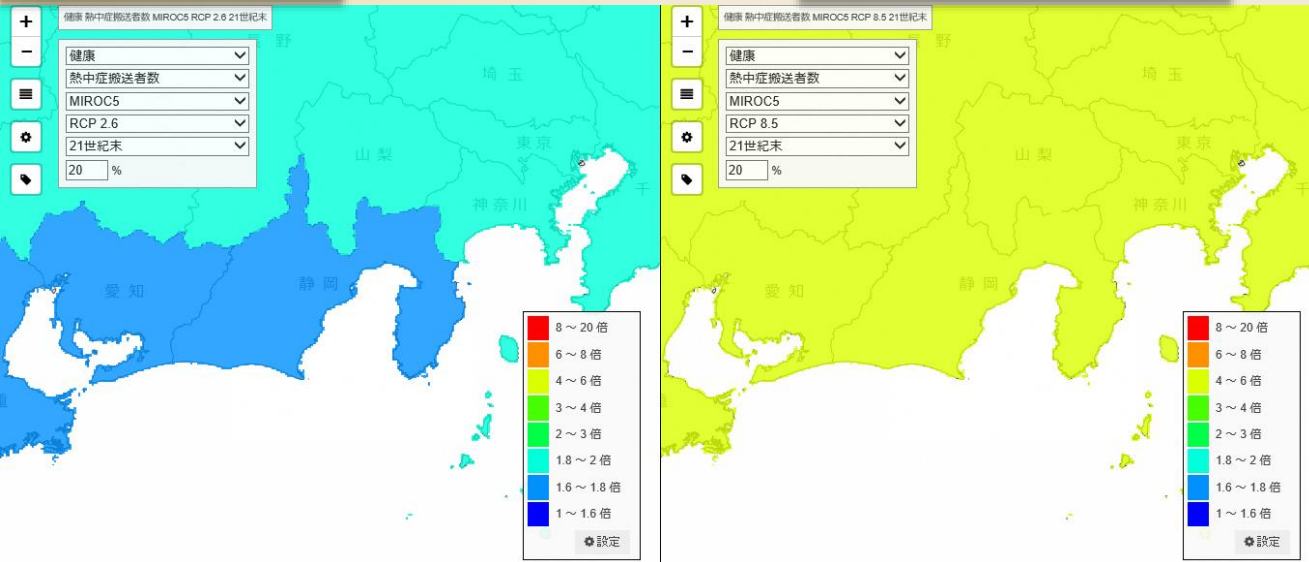 健康 熱中症搬送者数 MIROC5 RCP 2.6 21世紀末
健康
熱中症搬送者数
MIROC5
RCP 2.6
21世紀末
20 %
長野
埼玉
山梨
東京
神奈川
千
愛知
静岡
重
8～20 倍
6～8 倍
4～6 倍
3～4 倍
2～3 倍
1.8～2 倍
1.6～1.8 倍
1～1.6 倍
設定
健康 熱中症搬送者数 MIROC5 RCP 8.5 21世紀末
健康
熱中症搬送者数
MIROC5
RCP 8.5
21世紀末
20 %
野
埼玉
山梨
東京
神奈川
千
愛知
静岡
重
8～20 倍
6～8 倍
4～6 倍
3～4 倍
2～3 倍
1.8～2 倍
1.6～1.8 倍
1～1.6 倍
設定